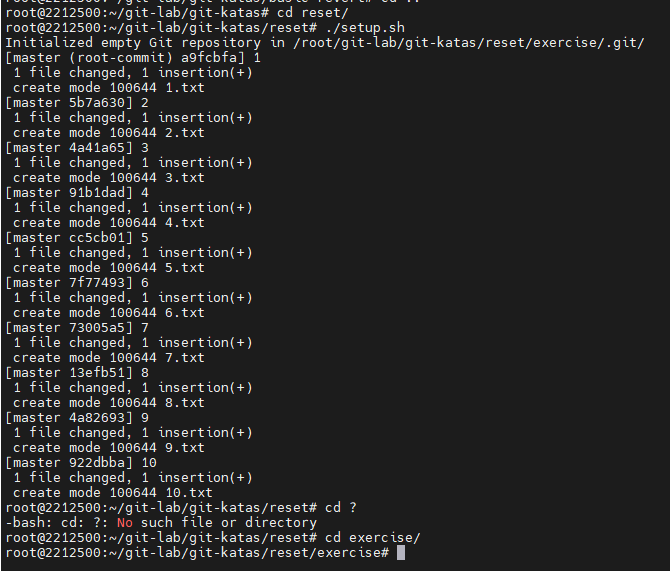 root@2212500:~/git-lab/git-katas/basic-revert# cd ..
root@2212500:~/git-lab/git-katas# cd reset/
root@2212500:~/git-lab/git-katas/reset# ./setup.sh
Initialized empty Git repository in /root/git-lab/git-katas/reset/exercise/.git/
[master (root-commit) a9fcbfa] 1
 1 file changed, 1 insertion(+)
 create mode 100644 1.txt
[master 5b7a630] 2
 1 file changed, 1 insertion(+)
 create mode 100644 2.txt
[master 4a41a65] 3
 1 file changed, 1 insertion(+)
 create mode 100644 3.txt
[master 91b1dad] 4
 1 file changed, 1 insertion(+)
 create mode 100644 4.txt
[master cc5cb01] 5
 1 file changed, 1 insertion(+)
 create mode 100644 5.txt
[master 7f77493] 6
 1 file changed, 1 insertion(+)
 create mode 100644 6.txt
[master 73005a5] 7
 1 file changed, 1 insertion(+)
 create mode 100644 7.txt
[master 13efb51] 8
 1 file changed, 1 insertion(+)
 create mode 100644 8.txt
[master 4a82693] 9
 1 file changed, 1 insertion(+)
 create mode 100644 9.txt
[master 922dbba] 10
 1 file changed, 1 insertion(+)
 create mode 100644 10.txt
root@2212500:~/git-lab/git-katas/reset# cd ?
-bash: cd: ?: No such file or directory
root@2212500:~/git-lab/git-katas/reset# cd exercise/
root@2212500:~/git-lab/git-katas/reset/exercise#